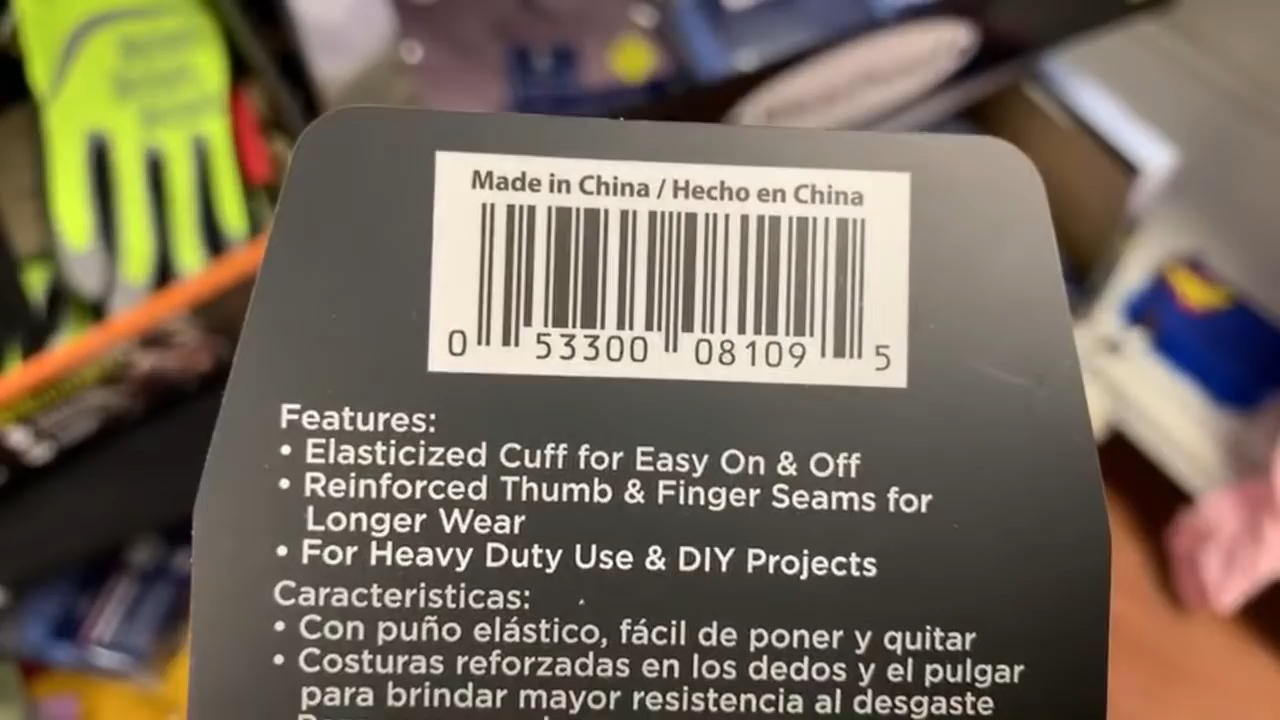 Made in China / Hecho en China
0 53300 08109 5
Features:
• Elasticized Cuff for Easy On & Off
• Reinforced Thumb & Finger Seams for
Longer Wear
• For Heavy Duty Use & DIY Projects
Caracteristicas:
• Con puño elástico, fácil de poner y quitar
• Costuras reforzadas en los dedos y el pulgar
para brindar mayor resistencia al desgaste